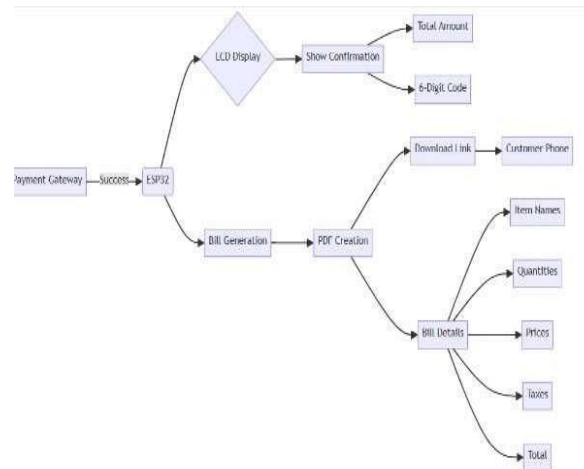 LCD Display
Show Confirmation
Total Amount
6-Digit Code
Payment Gateway
Success
ESP32
Bill Generation
PDF Creation
Download Link
Customer Phone
Bill Details
Item Names
Quantities
Prices
Taxes
Total